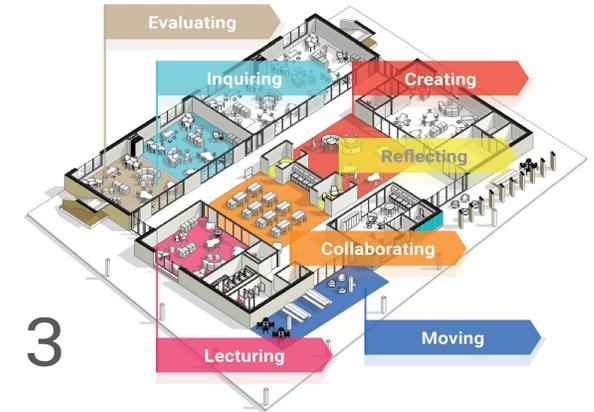 Evaluating
Inquiring
Creating
Reflecting
Collaborating
3
Moving
Lecturing